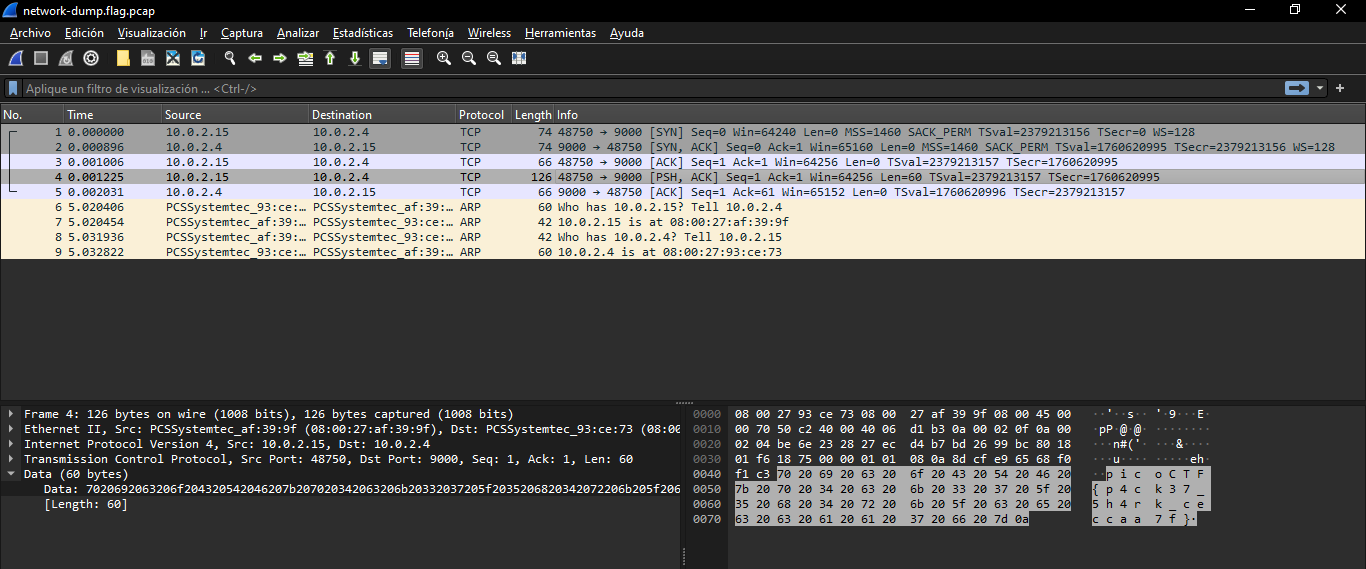 network-dump.flag.pcap
Archivo Edición Visualización Ir Captura Analizar Estadísticas Telefonía Wireless Herramientas Ayuda
Aplique un filtro de visualización ... <Ctrl-/>
No. Time Source Destination Protocol Length Info
1 0.000000 10.0.2.15 10.0.2.4 TCP 74 48750 → 9000 [SYN] Seq=0 Win=64240 Len=0 MSS=1460 SACK_PERM TSval=2379213156 TSecr=0 WS=128
2 0.000896 10.0.2.4 10.0.2.15 TCP 74 9000 → 48750 [SYN, ACK] Seq=0 Ack=1 Win=65160 Len=0 MSS=1460 SACK_PERM TSval=1760620995 TSecr=2379213156 WS=128
3 0.001006 10.0.2.15 10.0.2.4 TCP 66 48750 → 9000 [ACK] Seq=1 Ack=1 Win=64256 Len=0 TSval=2379213157 TSecr=1760620995
4 0.001225 10.0.2.15 10.0.2.4 TCP 126 48750 → 9000 [PSH, ACK] Seq=1 Ack=1 Win=64256 Len=60 TSval=2379213157 TSecr=1760620995
5 0.002031 10.0.2.4 10.0.2.15 TCP 66 9000 → 48750 [ACK] Seq=1 Ack=61 Win=65152 Len=0 TSval=1760620996 TSecr=2379213157
6 5.020406 PCSSystemtec_93:ce:… PCSSystemtec_af:39:… ARP 60 Who has 10.0.2.15? Tell 10.0.2.4
7 5.020454 PCSSystemtec_af:39:… PCSSystemtec_93:ce:… ARP 42 10.0.2.15 is at 08:00:27:af:39:9f
8 5.031936 PCSSystemtec_af:39:… PCSSystemtec_93:ce:… ARP 42 Who has 10.0.2.4? Tell 10.0.2.15
9 5.032822 PCSSystemtec_93:ce:… PCSSystemtec_af:39:… ARP 60 10.0.2.4 is at 08:00:27:93:ce:73
Frame 4: 126 bytes on wire (1008 bits), 126 bytes captured (1008 bits)
Ethernet II, Src: PCSSystemtec_af:39:9f (08:00:27:af:39:9f), Dst: PCSSystemtec_93:ce:73 (08:00
Internet Protocol Version 4, Src: 10.0.2.15, Dst: 10.0.2.4
Transmission Control Protocol, Src Port: 48750, Dst Port: 9000, Seq: 1, Ack: 1, Len: 60
Data (60 bytes)
Data: 7020692063206f204320542046207b207020342063206b20332037205f2035206820342072206b205f206
[Length: 60]
0000 08 00 27 93 ce 73 08 00 27 af 39 9f 08 00 45 00 ··'··s·· '·9···E·
0010 00 70 50 c2 40 00 40 06 d1 b3 0a 00 02 0f 0a 00 ·pP·@·@· ········
0020 02 04 be 6e 23 28 27 ec d4 b7 bd 26 99 bc 80 18 ···n#('· ···&····
0030 01 f6 18 75 00 00 01 01 08 0a 8d cf e9 65 68 f0 ···u···· ·····eh·
0040 f1 c3 70 20 69 20 63 20 6f 20 43 20 54 20 46 20 ··p i c o C T F
0050 7b 20 70 20 34 20 63 20 6b 20 33 20 37 20 5f 20 { p 4 c k 3 7 _
0060 35 20 68 20 34 20 72 20 6b 20 5f 20 63 20 65 20 5 h 4 r k _ c e
0070 63 20 63 20 61 20 61 20 37 20 66 20 7d 0a c c a a 7 f }·